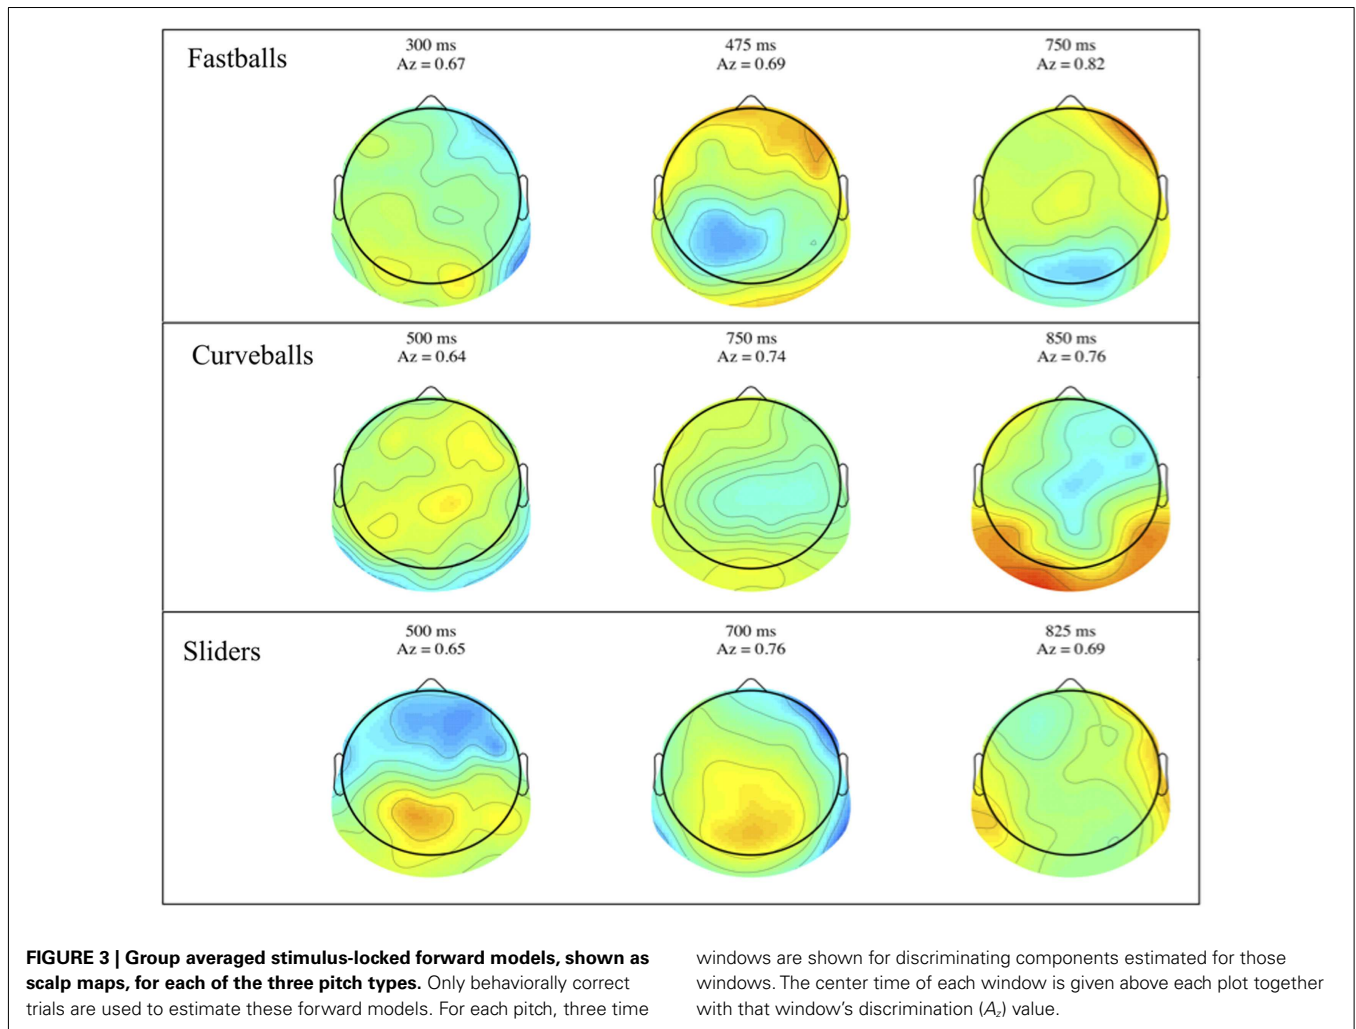 Fastballs
300 ms
Az = 0.67
475 ms
Az = 0.69
750 ms
Az = 0.82
Curveballs
500 ms
Az = 0.64
750 ms
Az = 0.74
850 ms
Az = 0.76
Sliders
500 ms
Az = 0.65
700 ms
Az = 0.76
825 ms
Az = 0.69
FIGURE 3 | Group averaged stimulus-locked forward models, shown as
scalp maps, for each of the three pitch types. Only behaviorally correct
trials are used to estimate these forward models. For each pitch, three time
windows are shown for discriminating components estimated for those
windows. The center time of each window is given above each plot together
with that window's discrimination (Az) value.